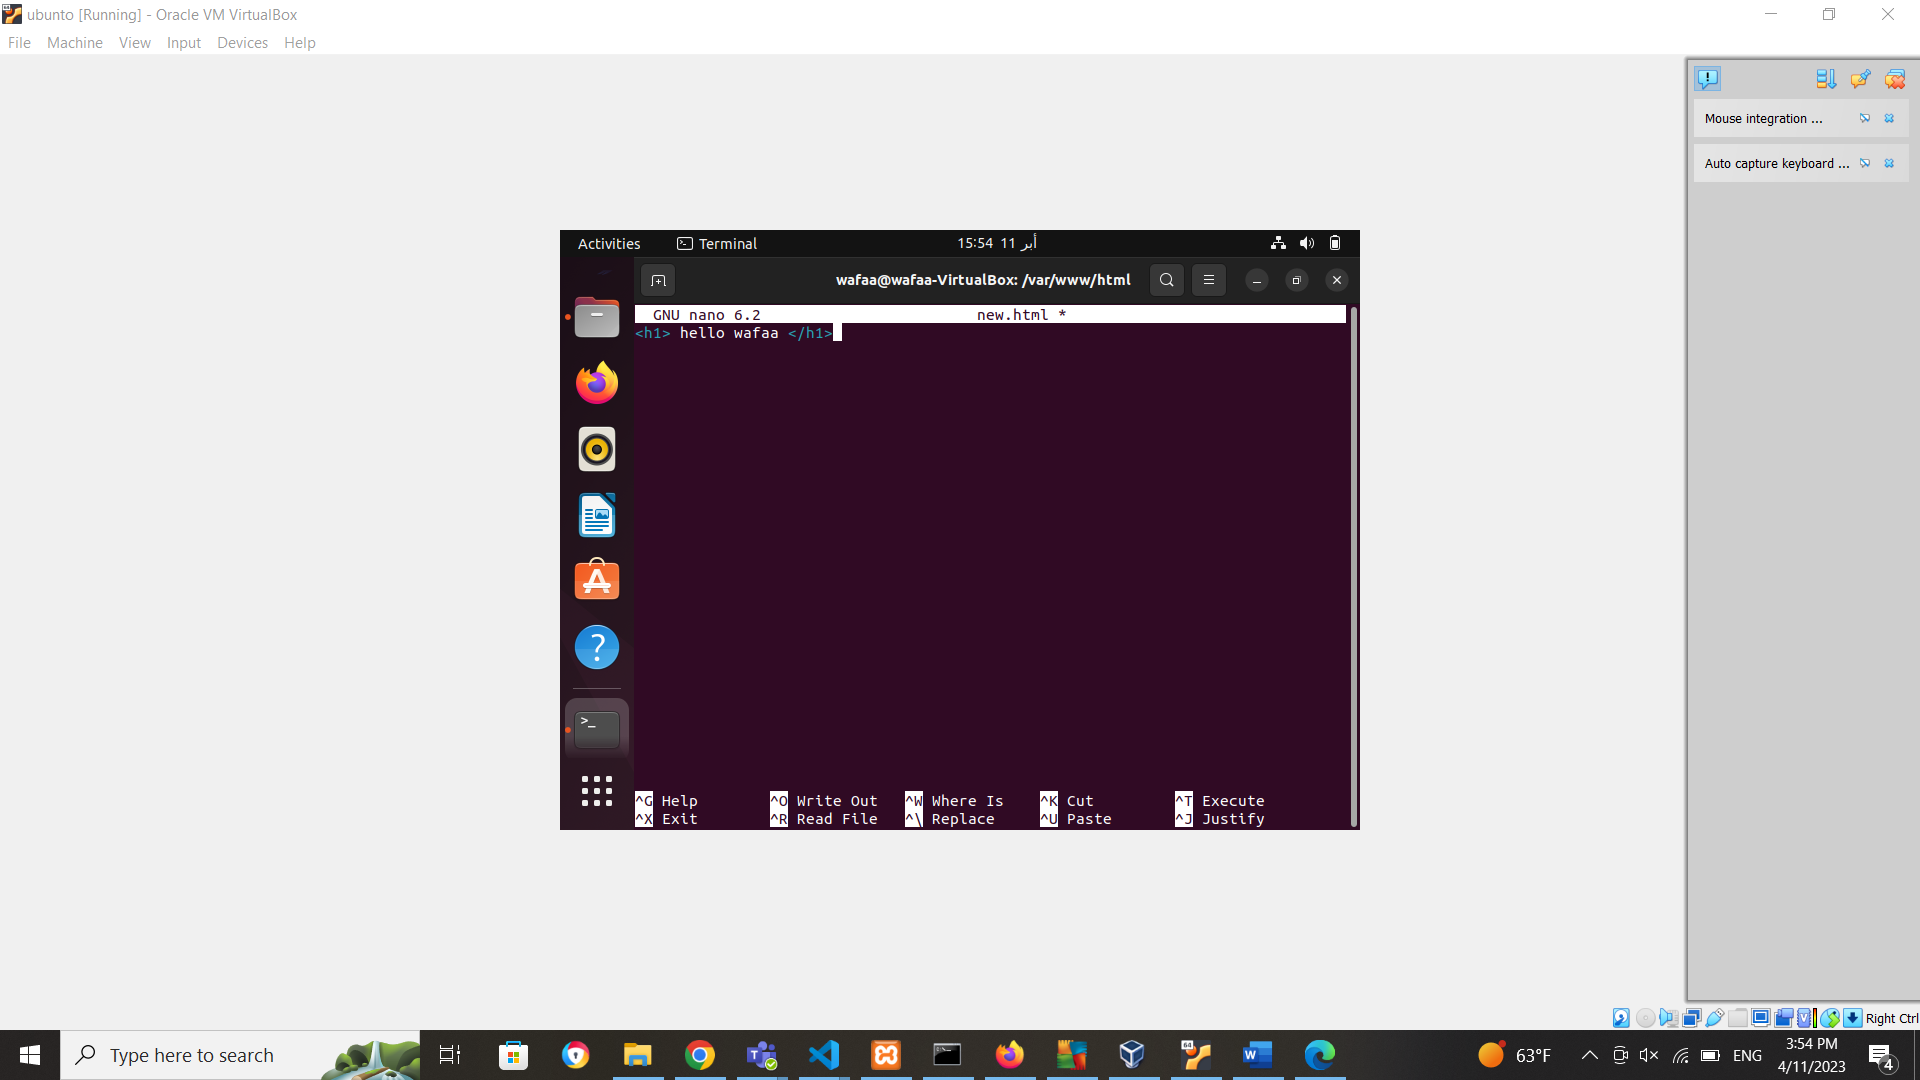 ubunto [Running] - Oracle VM VirtualBox
File Machine View Input Devices Help
Mouse integration ...
Auto capture keyboard ...
Activities Terminal 15:54 11 أبر
wafaa@wafaa-VirtualBox: /var/www/html
GNU nano 6.2 new.html *
<h1> hello wafaa </h1>
^G Help ^O Write Out ^W Where Is ^K Cut ^T Execute
^X Exit ^R Read File ^\ Replace ^U Paste ^J Justify
Right Ctrl
Type here to search
63°F
ENG
3:54 PM
4/11/2023
4